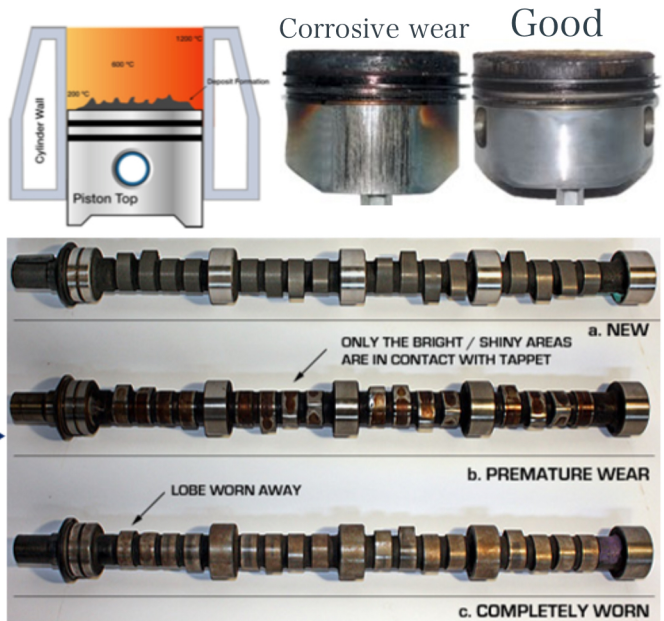 Corrosive wear
Good
1200 °C
600 °C
200 °C
Deposit Formation
Cylinder Wall
Piston Top
a. NEW
ONLY THE BRIGHT / SHINY AREAS
ARE IN CONTACT WITH TAPPET
b. PREMATURE WEAR
LOBE WORN AWAY
c. COMPLETELY WORN